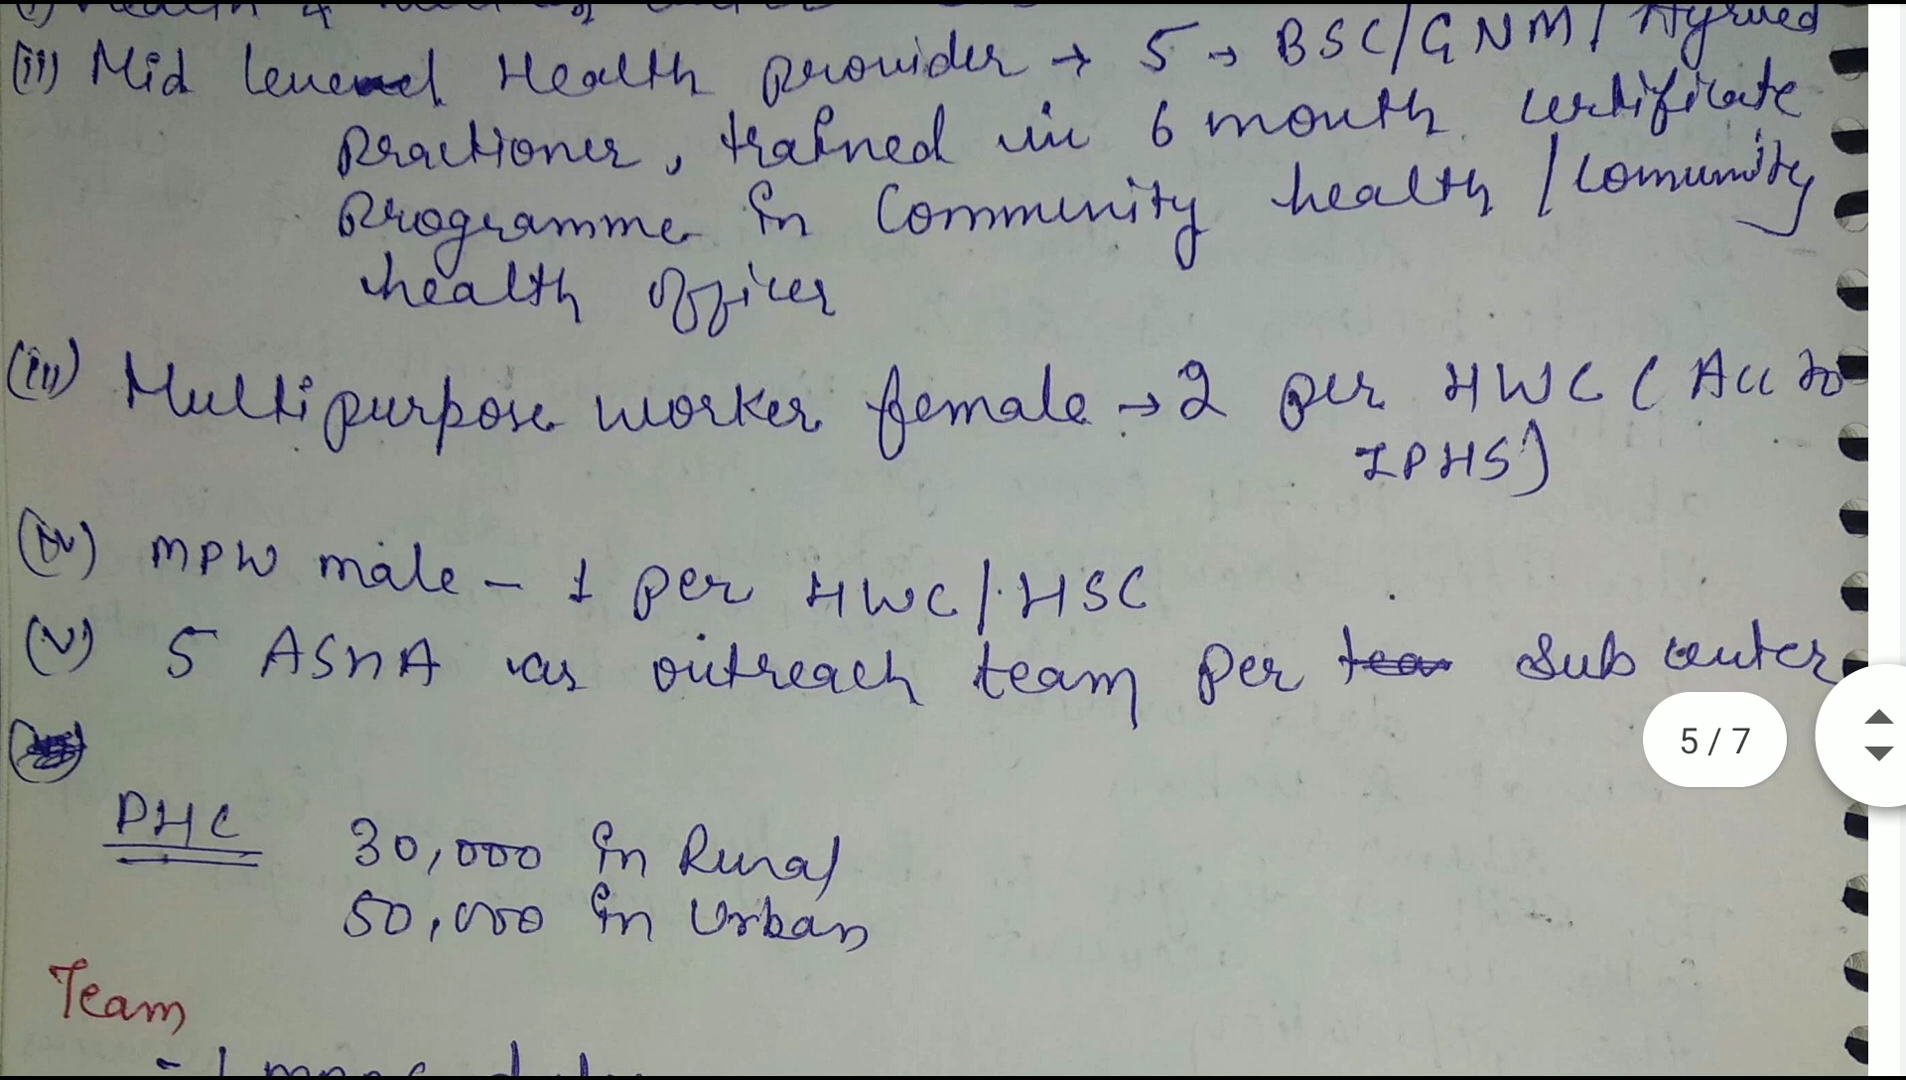 (ii) Mid level Health provider → 5 → BSC/GNM/ Ayrved
Practioner, trained in 6 month certificate
Programme in Community health / Comunity
health officer
(iii) Multipurpose worker female → 2 per HWC (Acc to
IPHS)
(iv) MPW male - 1 per HWC/HSC
(v) 5 ASHA as outreach team per Sub center
5 / 7
PHC 30,000 in Rural
50,000 in Urban
Team